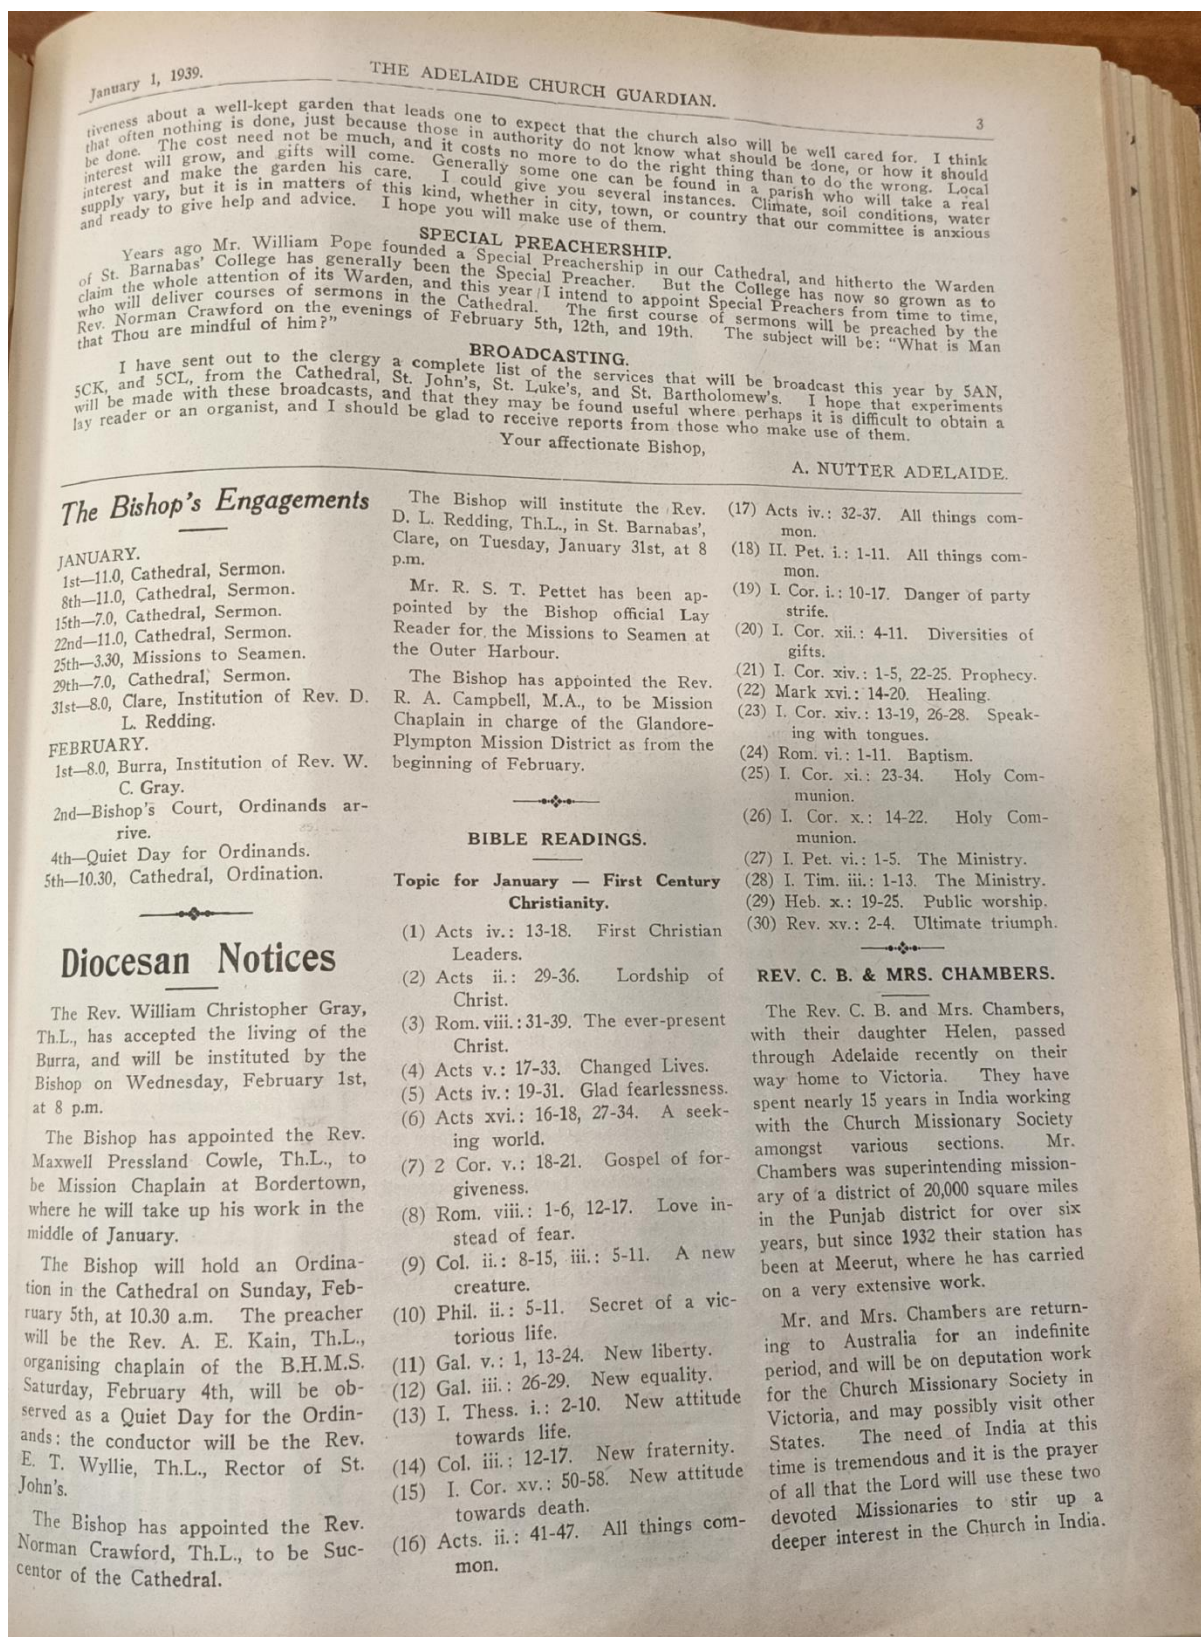 January 1, 1939.
THE ADELAIDE CHURCH GUARDIAN.
3
tiveness about a well-kept garden that leads one to expect that the church also will be well cared for. I think
that often nothing is done, just because those in authority do not know what should be done, or how it should
be done. The cost need not be much, and it costs no more to do the right thing than to do the wrong. Local
interest will grow, and gifts will come. Generally some one can be found in a parish who will take a real
interest and make the garden his care. I could give you several instances. Climate, soil conditions, water
supply vary, but it is in matters of this kind, whether in city, town, or country that our committee is anxious
and ready to give help and advice. I hope you will make use of them.
SPECIAL PREACHERSHIP.
Years ago Mr. William Pope founded a Special Preachership in our Cathedral, and hitherto the Warden
of St. Barnabas' College has generally been the Special Preacher. But the College has now so grown as to
claim the whole attention of its Warden, and this year I intend to appoint Special Preachers from time to time,
who will deliver courses of sermons in the Cathedral. The first course of sermons will be preached by the
Rev. Norman Crawford on the evenings of February 5th, 12th, and 19th. The subject will be: "What is Man
that Thou are mindful of him?"
BROADCASTING.
I have sent out to the clergy a complete list of the services that will be broadcast this year by 5AN,
5CK, and 5CL, from the Cathedral, St. John's, St. Luke's, and St. Bartholomew's. I hope that experiments
will be made with these broadcasts, and that they may be found useful where perhaps it is difficult to obtain a
lay reader or an organist, and I should be glad to receive reports from those who make use of them.
Your affectionate Bishop,
A. NUTTER ADELAIDE.
The Bishop's Engagements
JANUARY.
1st—11.0, Cathedral, Sermon.
8th—11.0, Cathedral, Sermon.
15th—7.0, Cathedral, Sermon.
22nd—11.0, Cathedral, Sermon.
25th—3.30, Missions to Seamen.
29th—7.0, Cathedral, Sermon.
31st—8.0, Clare, Institution of Rev. D.
L. Redding.
FEBRUARY.
1st—8.0, Burra, Institution of Rev. W.
C. Gray.
2nd—Bishop's Court, Ordinands ar-
rive.
4th—Quiet Day for Ordinands.
5th—10.30, Cathedral, Ordination.
Diocesan Notices
The Rev. William Christopher Gray,
Th.L., has accepted the living of the
Burra, and will be instituted by the
Bishop on Wednesday, February 1st,
at 8 p.m.
The Bishop has appointed the Rev.
Maxwell Pressland Cowle, Th.L., to
be Mission Chaplain at Bordertown,
where he will take up his work in the
middle of January.
The Bishop will hold an Ordina-
tion in the Cathedral on Sunday, Feb-
ruary 5th, at 10.30 a.m. The preacher
will be the Rev. A. E. Kain, Th.L.,
organising chaplain of the B.H.M.S.
Saturday, February 4th, will be ob-
served as a Quiet Day for the Ordin-
ands: the conductor will be the Rev.
E. T. Wyllie, Th.L., Rector of St.
John's.
The Bishop has appointed the Rev.
Norman Crawford, Th.L., to be Suc-
centor of the Cathedral.
The Bishop will institute the Rev.
D. L. Redding, Th.L., in St. Barnabas',
Clare, on Tuesday, January 31st, at 8
p.m.
Mr. R. S. T. Pettet has been ap-
pointed by the Bishop official Lay
Reader for the Missions to Seamen at
the Outer Harbour.
The Bishop has appointed the Rev.
R. A. Campbell, M.A., to be Mission
Chaplain in charge of the Glandore-
Plympton Mission District as from the
beginning of February.
BIBLE READINGS.
Topic for January — First Century
Christianity.
(1) Acts iv.: 13-18. First Christian
Leaders.
(2) Acts ii.: 29-36. Lordship of
Christ.
(3) Rom. viii.: 31-39. The ever-present
Christ.
(4) Acts v.: 17-33. Changed Lives.
(5) Acts iv.: 19-31. Glad fearlessness.
(6) Acts xvi.: 16-18, 27-34. A seek-
ing world.
(7) 2 Cor. v.: 18-21. Gospel of for-
giveness.
(8) Rom. viii.: 1-6, 12-17. Love in-
stead of fear.
(9) Col. ii.: 8-15, iii.: 5-11. A new
creature.
(10) Phil. ii.: 5-11. Secret of a vic-
torious life.
(11) Gal. v.: 1, 13-24. New liberty.
(12) Gal. iii.: 26-29. New equality.
(13) I. Thess. i.: 2-10. New attitude
towards life.
(14) Col. iii.: 12-17. New fraternity.
(15) I. Cor. xv.: 50-58. New attitude
towards death.
(16) Acts. ii.: 41-47. All things com-
mon.
(17) Acts iv.: 32-37. All things com-
mon.
(18) II. Pet. i.: 1-11. All things com-
mon.
(19) I. Cor. i.: 10-17. Danger of party
strife.
(20) I. Cor. xii.: 4-11. Diversities of
gifts.
(21) I. Cor. xiv.: 1-5, 22-25. Prophecy.
(22) Mark xvi.: 14-20. Healing.
(23) I. Cor. xiv.: 13-19, 26-28. Speak-
ing with tongues.
(24) Rom. vi.: 1-11. Baptism.
(25) I. Cor. xi.: 23-34. Holy Com-
munion.
(26) I. Cor. x.: 14-22. Holy Com-
munion.
(27) I. Pet. vi.: 1-5. The Ministry.
(28) I. Tim. iii.: 1-13. The Ministry.
(29) Heb. x.: 19-25. Public worship.
(30) Rev. xv.: 2-4. Ultimate triumph.
REV. C. B. & MRS. CHAMBERS.
The Rev. C. B. and Mrs. Chambers,
with their daughter Helen, passed
through Adelaide recently on their
way home to Victoria. They have
spent nearly 15 years in India working
with the Church Missionary Society
amongst various sections. Mr.
Chambers was superintending mission-
ary of a district of 20,000 square miles
in the Punjab district for over six
years, but since 1932 their station has
been at Meerut, where he has carried
on a very extensive work.
Mr. and Mrs. Chambers are return-
ing to Australia for an indefinite
period, and will be on deputation work
for the Church Missionary Society in
Victoria, and may possibly visit other
States. The need of India at this
time is tremendous and it is the prayer
of all that the Lord will use these two
devoted Missionaries to stir up a
deeper interest in the Church in India.